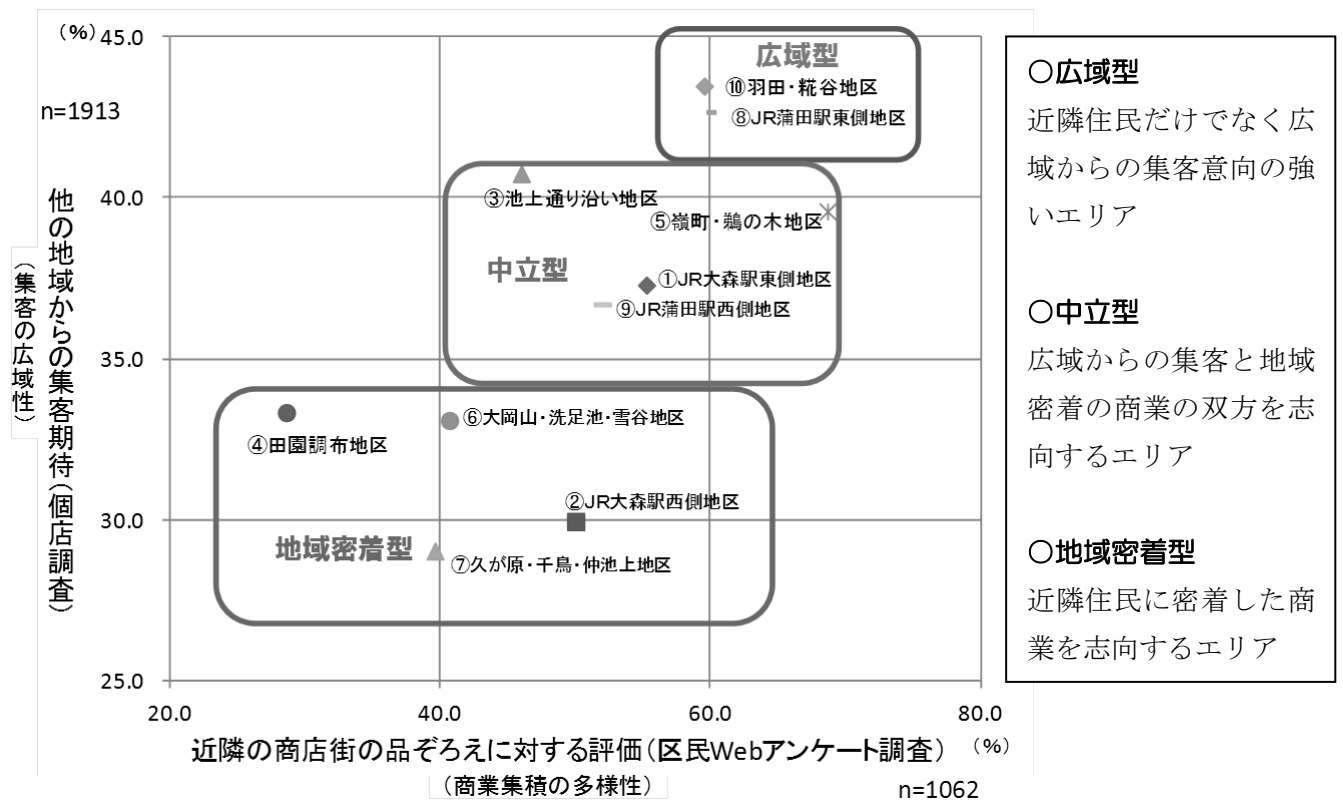 （%）
45.0
40.0
35.0
30.0
25.0
n=1913
他の地域からの集客期待（個店調査）
（集客の広域性）
広域型
⑩羽田・糀谷地区
⑧JR蒲田駅東側地区
③池上通り沿い地区
⑤嶺町・鵜の木地区
中立型
①JR大森駅東側地区
⑨JR蒲田駅西側地区
⑥大岡山・洗足池・雪谷地区
④田園調布地区
②JR大森駅西側地区
地域密着型
⑦久が原・千鳥・仲池上地区
20.0
40.0
60.0
80.0
近隣の商店街の品ぞろえに対する評価（区民Webアンケート調査）
（%）
（商業集積の多様性）
n=1062
○広域型
近隣住民だけでなく広
域からの集客意向の強
いエリア
○中立型
広域からの集客と地域
密着の商業の双方を志
向するエリア
○地域密着型
近隣住民に密着した商
業を志向するエリア